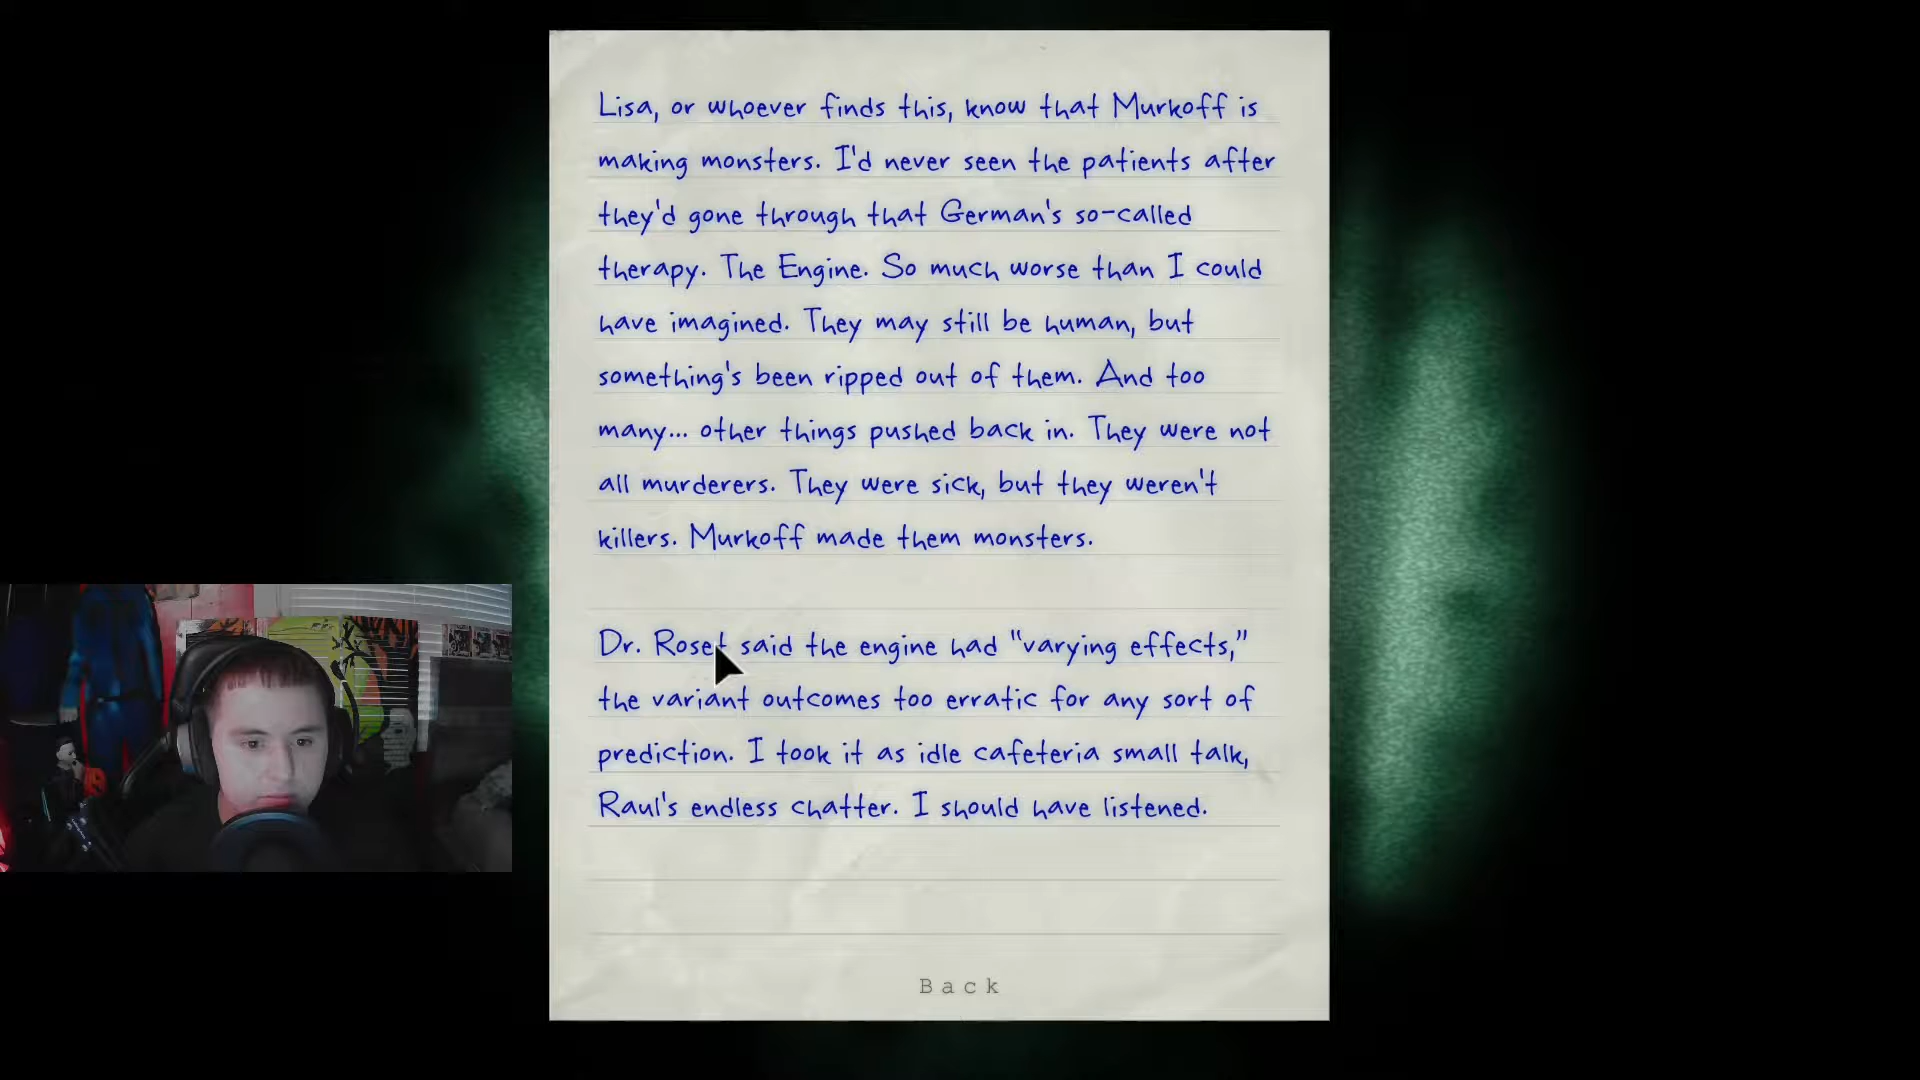 Lisa, or whoever finds this, know that Murkoff is
making monsters. I'd never seen the patients after
they'd gone through that German's so-called
therapy. The Engine. So much worse than I could
have imagined. They may still be human, but
something's been ripped out of them. And too
many... other things pushed back in. They were not
all murderers. They were sick, but they weren't
killers. Murkoff made them monsters.
Dr. Roset said the engine had "varying effects,"
the variant outcomes too erratic for any sort of
prediction. I took it as idle cafeteria small talk,
Raul's endless chatter. I should have listened.
Back